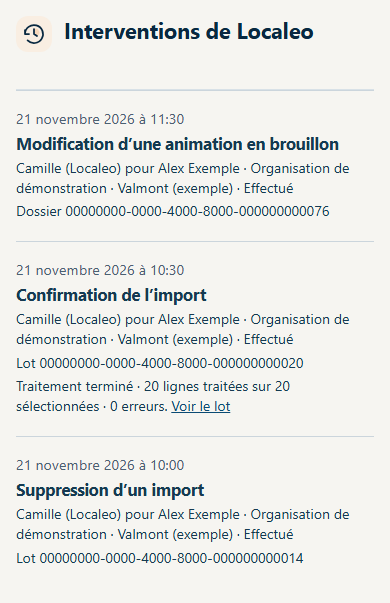 Interventions de Localeo
21 novembre 2026 à 11:30
Modification d’une animation en brouillon
Camille (Localeo) pour Alex Exemple · Organisation de
démonstration · Valmont (exemple) · Effectué
Dossier 00000000-0000-4000-8000-000000000076
21 novembre 2026 à 10:30
Confirmation de l’import
Camille (Localeo) pour Alex Exemple · Organisation de
démonstration · Valmont (exemple) · Effectué
Lot 00000000-0000-4000-8000-000000000020
Traitement terminé · 20 lignes traitées sur 20
sélectionnées · 0 erreurs. Voir le lot
21 novembre 2026 à 10:00
Suppression d’un import
Camille (Localeo) pour Alex Exemple · Organisation de
démonstration · Valmont (exemple) · Effectué
Lot 00000000-0000-4000-8000-000000000014